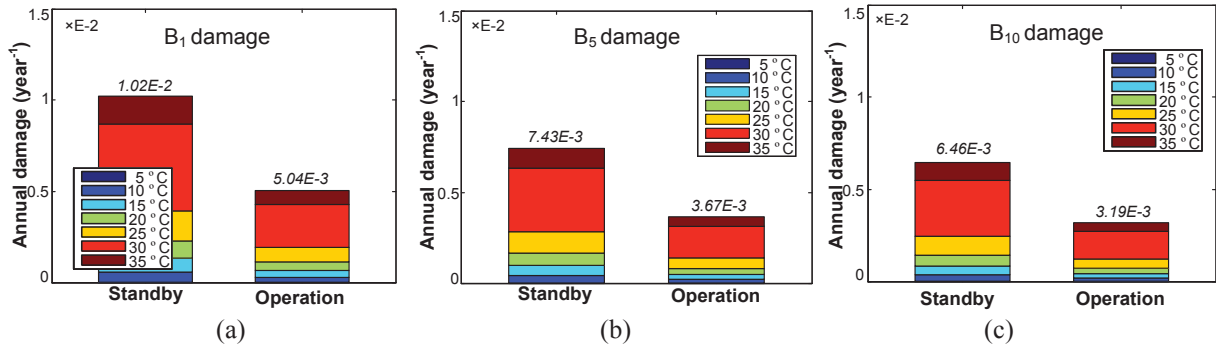 1.5
×E-2
B₁ damage
1.02E-2
1
5.04E-3
0.5
0
Annual damage (year⁻¹)
5 °C
10 °C
15 °C
20 °C
25 °C
30 °C
35 °C
Standby
Operation
(a)
1.5
×E-2
B₅ damage
5 °C
10 °C
15 °C
20 °C
25 °C
30 °C
35 °C
1
7.43E-3
0.5
3.67E-3
0
Annual damage (year⁻¹)
Standby
Operation
(b)
1.5
×E-2
B₁₀ damage
5 °C
10 °C
15 °C
20 °C
25 °C
30 °C
35 °C
1
6.46E-3
0.5
3.19E-3
0
Annual damage (year⁻¹)
Standby
Operation
(c)